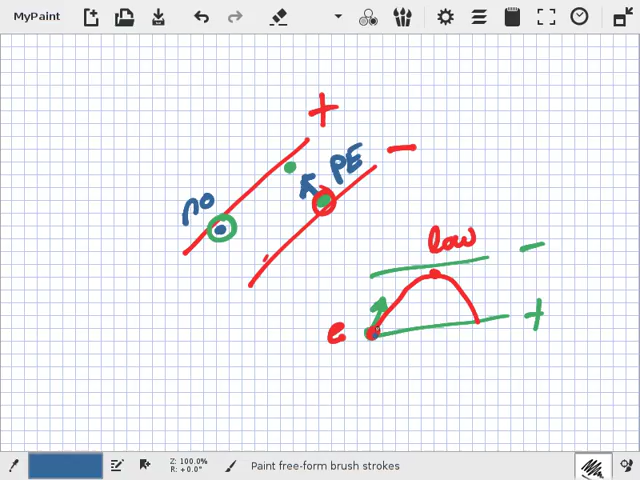 MyPaint
+
−
PE
no
low
−
+
e
Z: 100.0%
R: +0.0°
Paint free-form brush strokes